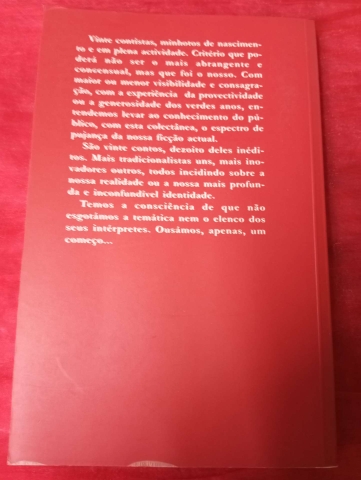 Vinte contistas, minhotos de nascimen-
to e em plena actividade. Critério que po-
derá não ser o mais abrangente e
concensual, mas que foi o nosso. Com
maior ou menor visibilidade e consagra-
ção, com a experiência da provectividade
ou a generosidade dos verdes anos, en-
tendemos levar ao conhecimento do pú-
blico, com esta colectânea, o espectro de
pujança da nossa ficção actual.
São vinte contos, dezoito deles inédi-
tos. Mais tradicionalistas uns, mais ino-
vadores outros, todos incidindo sobre a
nossa realidade ou a nossa mais profun-
da e inconfundível identidade.
Temos a consciência de que não
esgotámos a temática nem o elenco dos
seus intérpretes. Ousámos, apenas, um
começo...